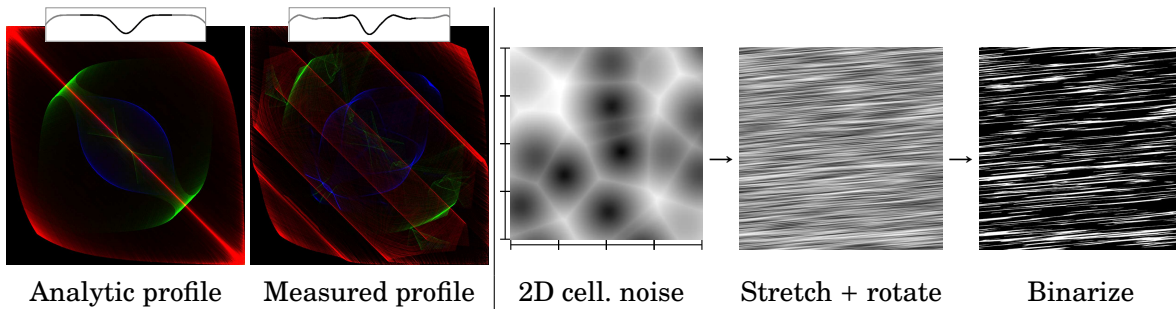 Analytic profile
Measured profile
2D cell. noise
Stretch + rotate
Binarize